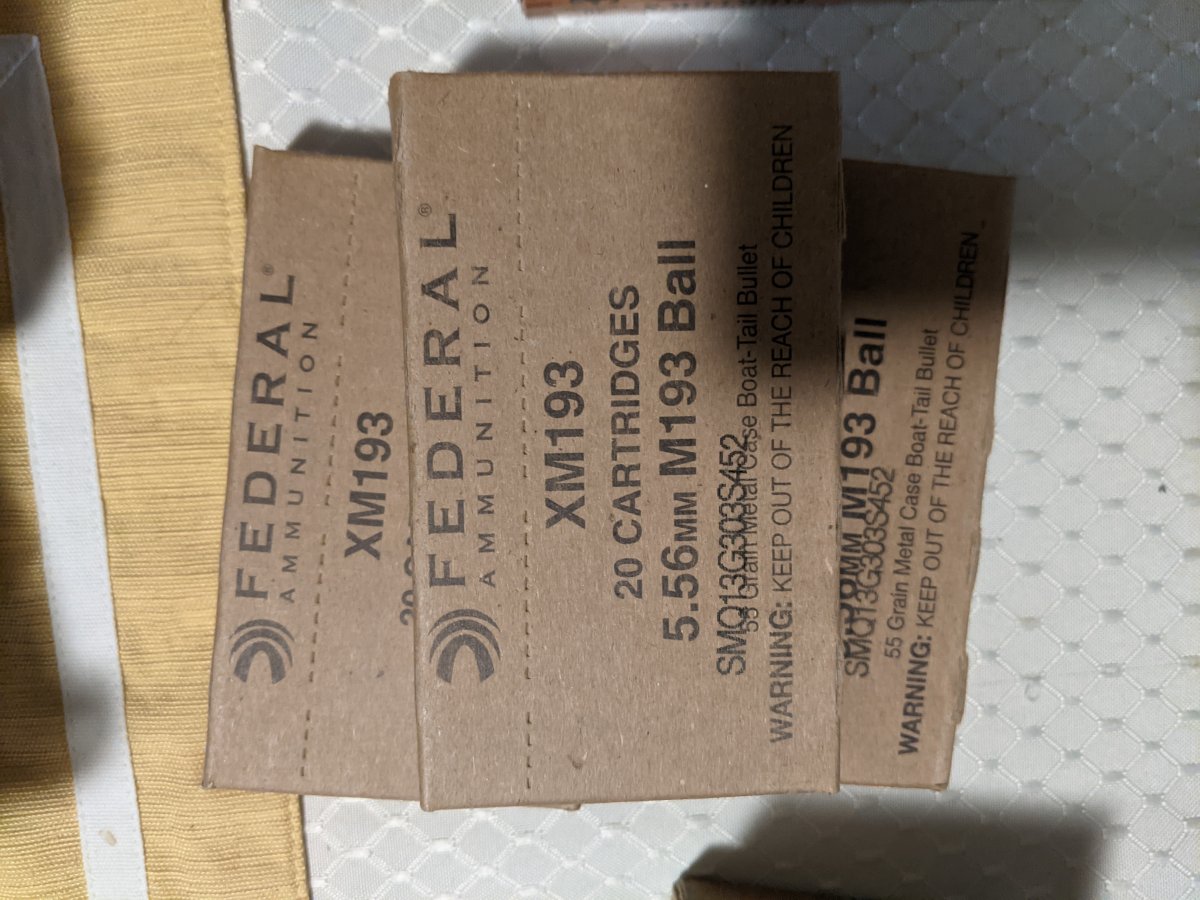 FEDERAL®
AMMUNITION
XM193
FEDERAL®
AMMUNITION
XM193
20 CARTRIDGES
5.56MM M193 Ball
SMQ13G303S452
55 Grain Metal Case Boat-Tail Bullet
WARNING: KEEP OUT OF THE REACH OF CHILDREN
M193 Ball
SMQ13G303S452
55 Grain Metal Case Boat-Tail Bullet
WARNING: KEEP OUT OF THE REACH OF CHILDREN